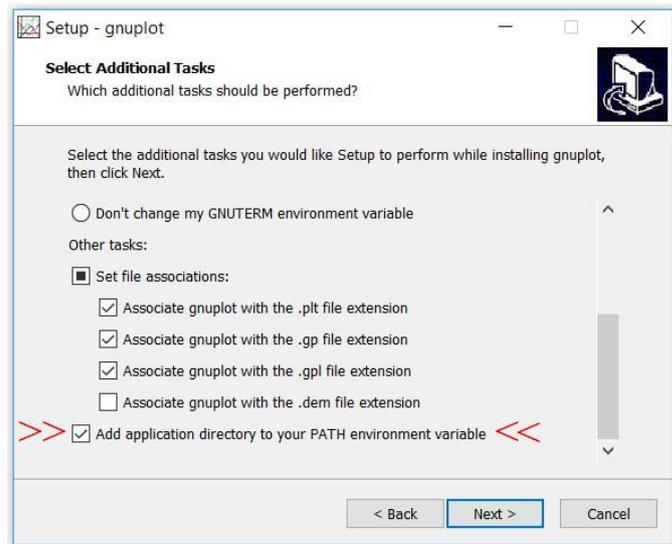 Setup - gnuplot
Select Additional Tasks
Which additional tasks should be performed?
Select the additional tasks you would like Setup to perform while installing gnuplot,
then click Next.
Don't change my GNUTERM environment variable
Other tasks:
Set file associations:
Associate gnuplot with the .plt file extension
Associate gnuplot with the .gp file extension
Associate gnuplot with the .gpl file extension
Associate gnuplot with the .dem file extension
>> Add application directory to your PATH environment variable <<
< Back Next > Cancel